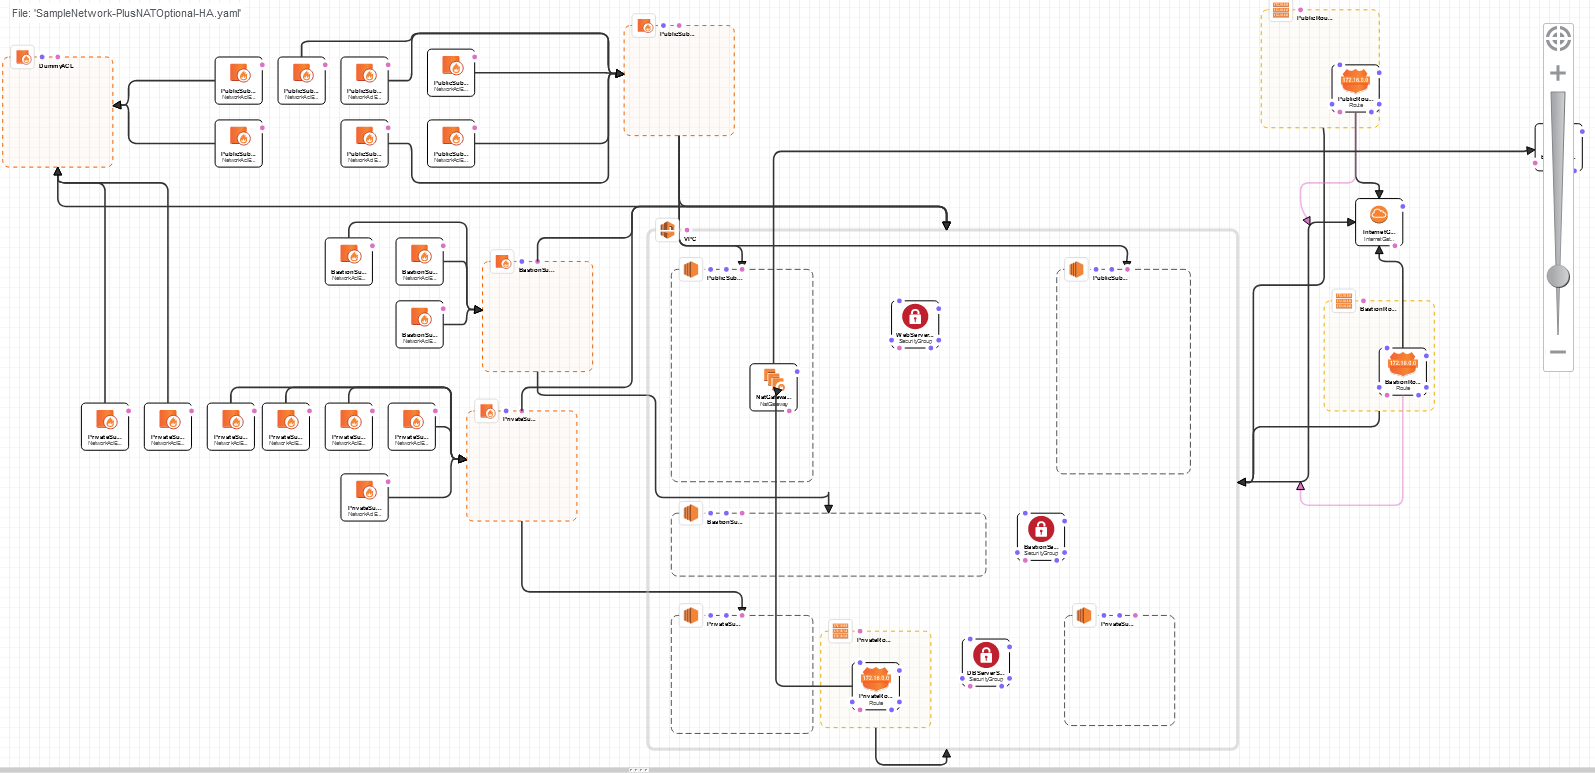 File: 'SampleNetwork-PlusNATOptional-HA.yaml'
DummyACL
PublicSub...
NetworkAclE...
PublicSub...
NetworkAclE...
PublicSub...
NetworkAclE...
PublicSub...
NetworkAclE...
PublicSub...
NetworkAclE...
PublicSub...
NetworkAclE...
PublicSub...
NetworkAclE...
PublicSub...
PublicRou...
172.16.0.0
PublicRou...
Route
InternetG...
InternetGat...
BastionSu...
NetworkAclE...
BastionSu...
NetworkAclE...
BastionSu...
NetworkAclE...
BastionSu...
VPC
PublicSub...
PublicSub...
WebServer...
SecurityGroup
NatGatewa...
NatGateway
BastionRo...
172.16.0.0
BastionRo...
Route
PrivateSu...
NetworkAclE...
PrivateSu...
NetworkAclE...
PrivateSu...
NetworkAclE...
PrivateSu...
NetworkAclE...
PrivateSu...
NetworkAclE...
PrivateSu...
NetworkAclE...
PrivateSu...
NetworkAclE...
PrivateSu...
BastionSu...
BastionSe...
SecurityGroup
PrivateSu...
PrivateRo...
172.16.0.0
PrivateRo...
Route
DBServerS...
SecurityGroup
PrivateSu...